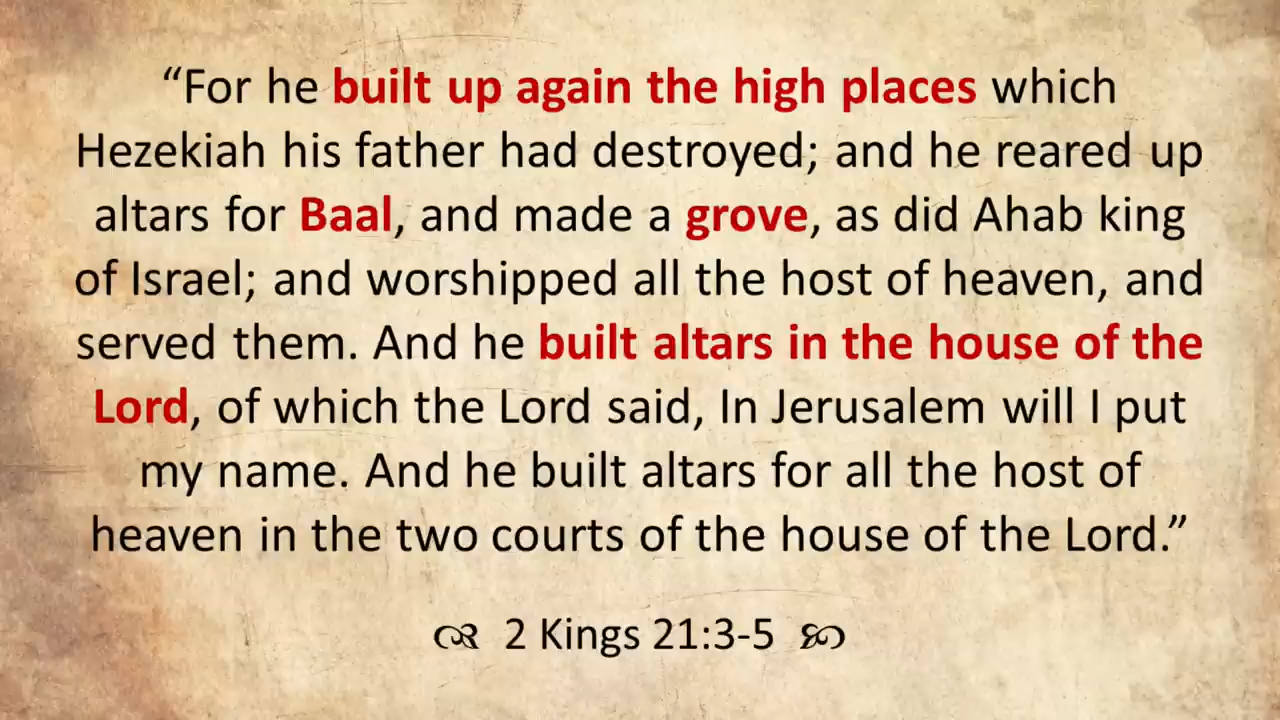 “For he built up again the high places which
Hezekiah his father had destroyed; and he reared up
altars for Baal, and made a grove, as did Ahab king
of Israel; and worshipped all the host of heaven, and
served them. And he built altars in the house of the
Lord, of which the Lord said, In Jerusalem will I put
my name. And he built altars for all the host of
heaven in the two courts of the house of the Lord.”
2 Kings 21:3-5